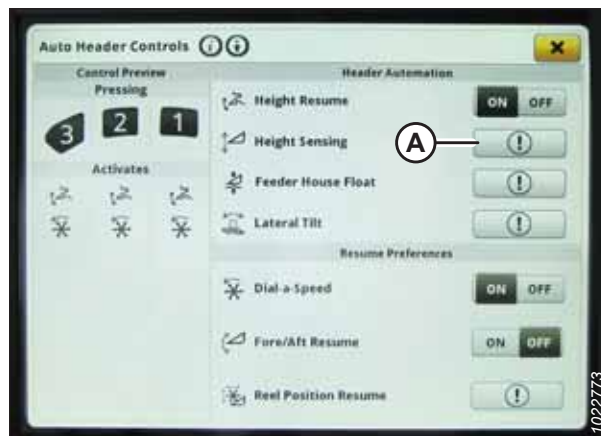 Auto Header Controls
Control Preview
Pressing
3 2 1
Activates
Header Automation
Height Resume ON OFF
Height Sensing A
Feeder House Float
Lateral Tilt
Resume Preferences
Dial-a-Speed ON OFF
Fore/Aft Resume ON OFF
Reel Position Resume
1022773